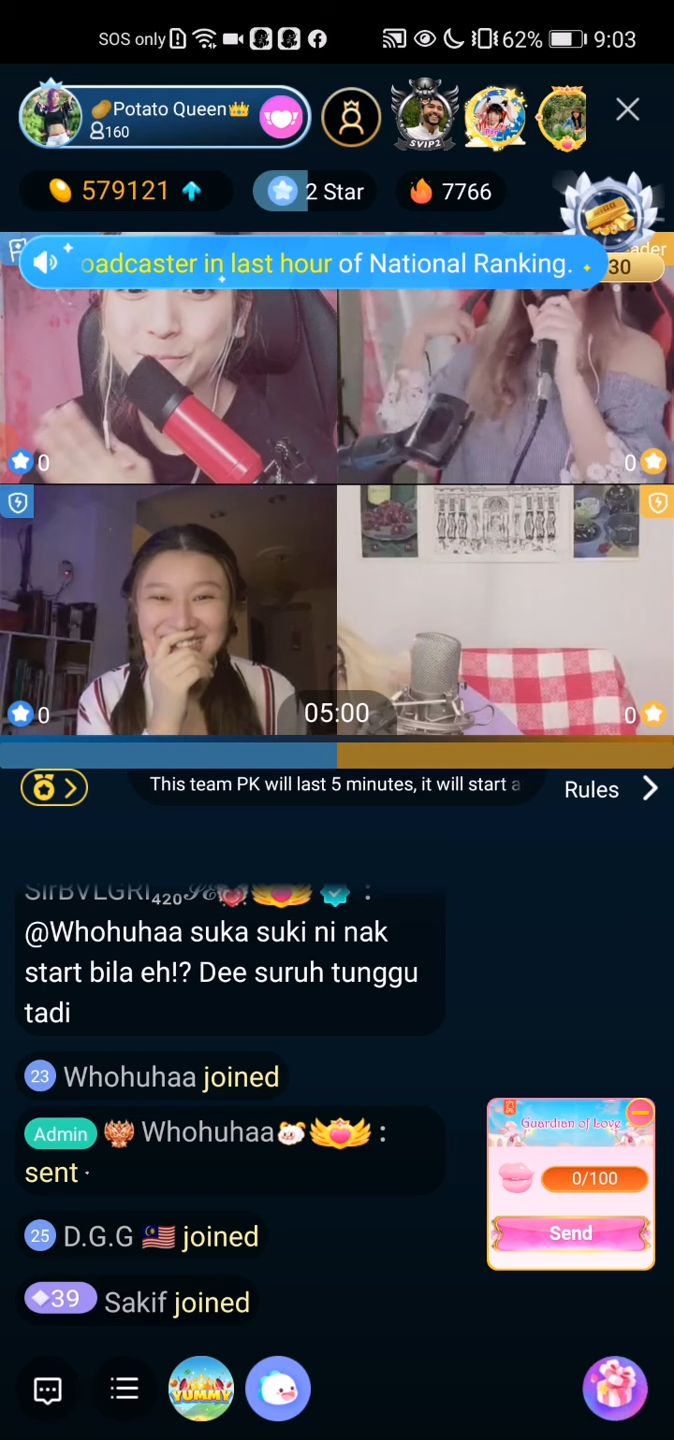 SOS only 62% 9:03
Potato Queen
160
SVIP2
579121 2 Star 7766
oadcaster in last hour of National Ranking.
ader
30
0 0
0 05:00 0
This team PK will last 5 minutes, it will start a
Rules
:
@Whohuhaa suka suki ni nak
start bila eh!? Dee suruh tunggu
tadi
23 Whohuhaa joined
Admin Whohuhaa :
sent
25 D.G.G joined
39 Sakif joined
Guardian of Love
0/100
Send
YUMMY